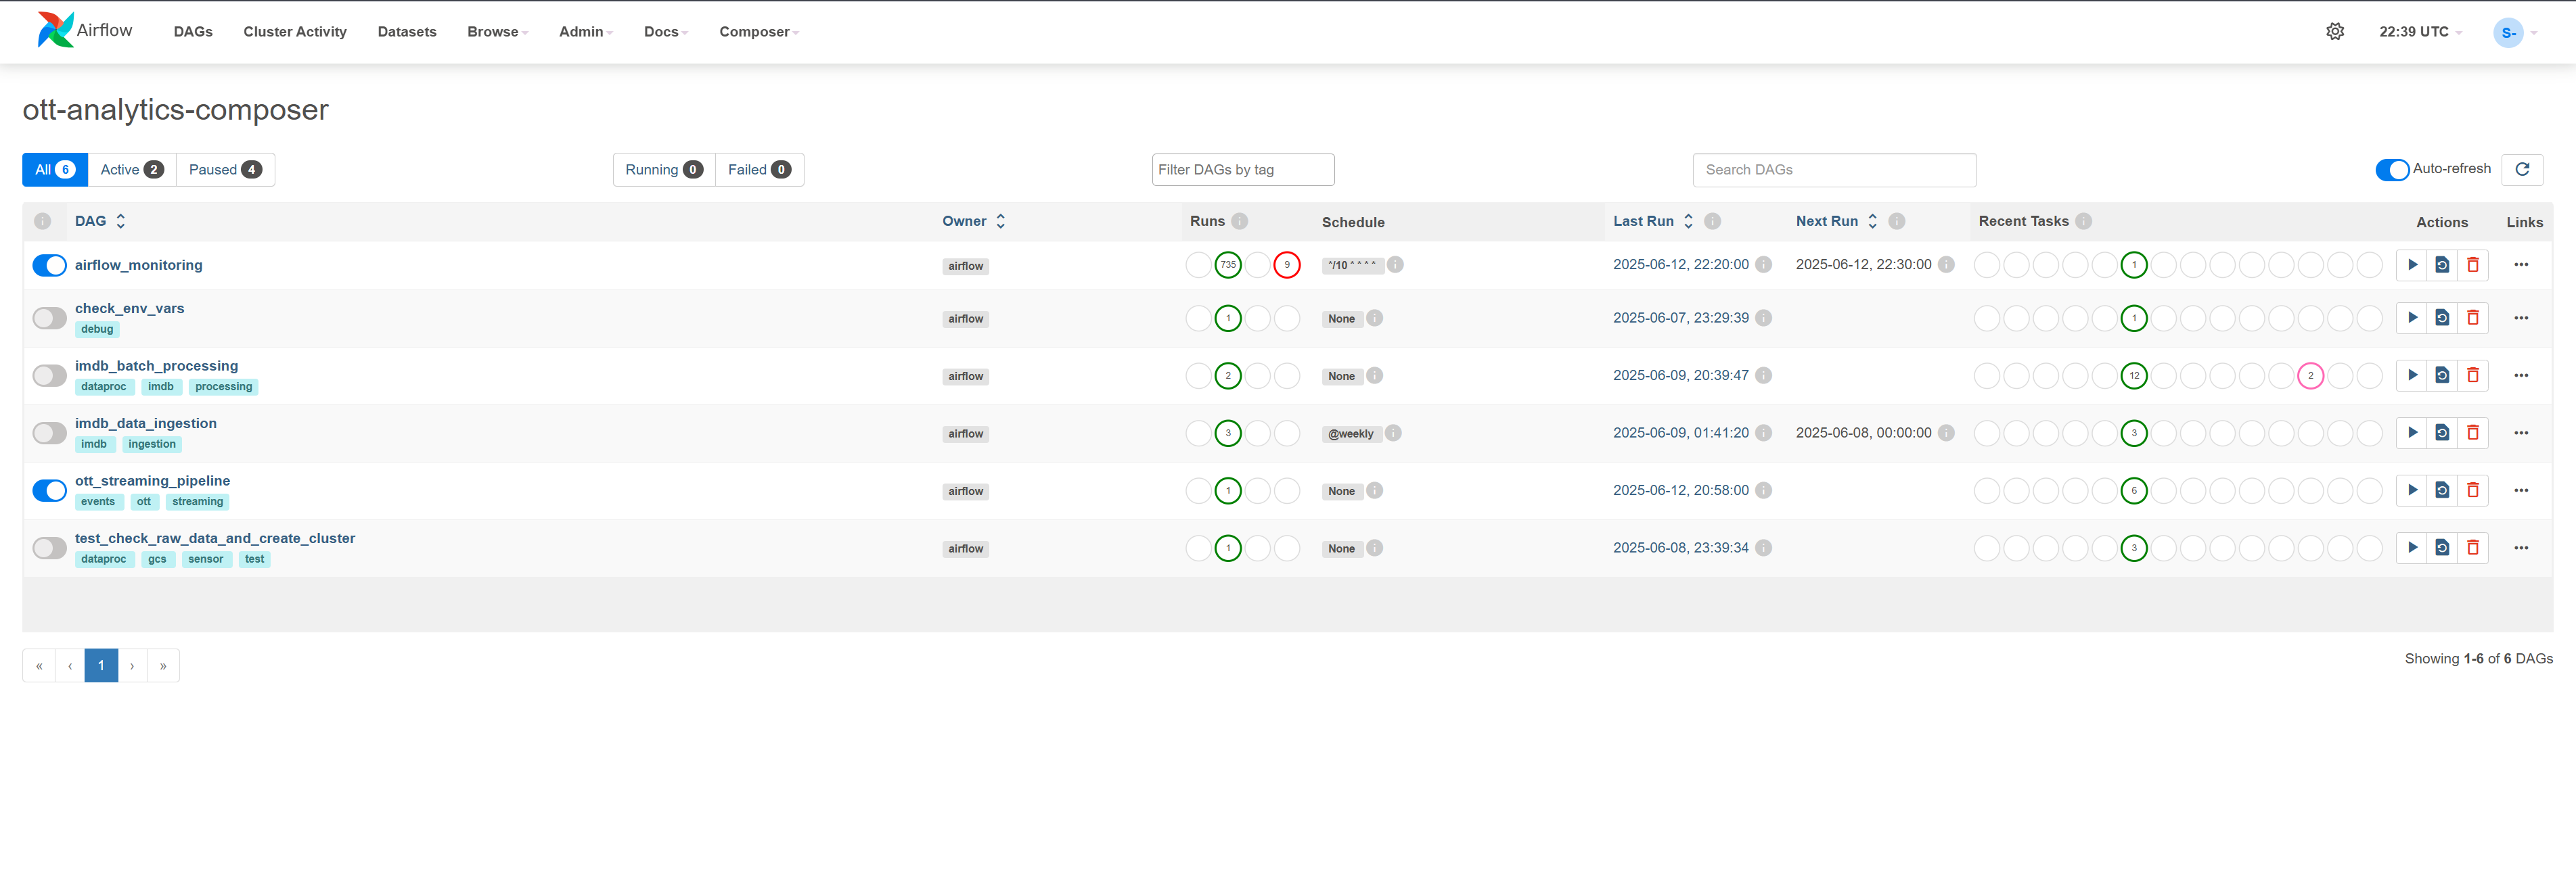 Airflow DAGs Cluster Activity Datasets Browse Admin Docs Composer 22:39 UTC S-
ott-analytics-composer
All 6 Active 2 Paused 4 Running 0 Failed 0 Filter DAGs by tag Search DAGs Auto-refresh
i DAG Owner Runs i Schedule Last Run i Next Run i Recent Tasks i Actions Links
airflow_monitoring airflow 735 9 */10 * * * * i 2025-06-12, 22:20:00 i 2025-06-12, 22:30:00 i 1
check_env_vars airflow 1 None i 2025-06-07, 23:29:39 i 1
debug
imdb_batch_processing airflow 2 None i 2025-06-09, 20:39:47 i 12 2
dataproc imdb processing
imdb_data_ingestion airflow 3 @weekly i 2025-06-09, 01:41:20 i 2025-06-08, 00:00:00 i 3
imdb ingestion
ott_streaming_pipeline airflow 1 None i 2025-06-12, 20:58:00 i 6
events ott streaming
test_check_raw_data_and_create_cluster airflow 1 None i 2025-06-08, 23:39:34 i 3
dataproc gcs sensor test
« ‹ 1 › » Showing 1-6 of 6 DAGs